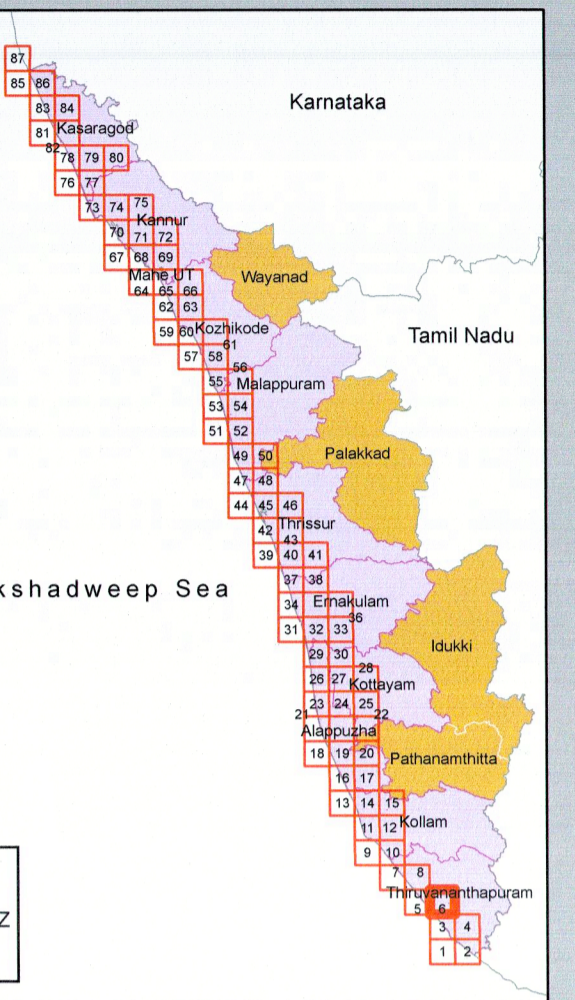 87
85 86
Karnataka
83 84
81 Kasaragod
82
78 79 80
76 77
73 74 75
Kannur
70 71 72
67 68 69
Mahe UT
Wayanad
64 65 66
62 63
59 60 Kozhikode
Tamil Nadu
61
57 58
56
55 Malappuram
53 54
51 52
49 50 Palakkad
47 48
44 45 46
42 Thrissur
43
39 40 41
37 38
kshadweep Sea
34 Ernakulam
36
31 32 33
Idukki
29 30
28
26 27 Kottayam
23 24 25
21 22
Alappuzha
18 19 20 Pathanamthitta
16 17
13 14 15
11 12 Kollam
9 10
7 8
Thiruvananthapuram
5 6
Z
3 4
1 2